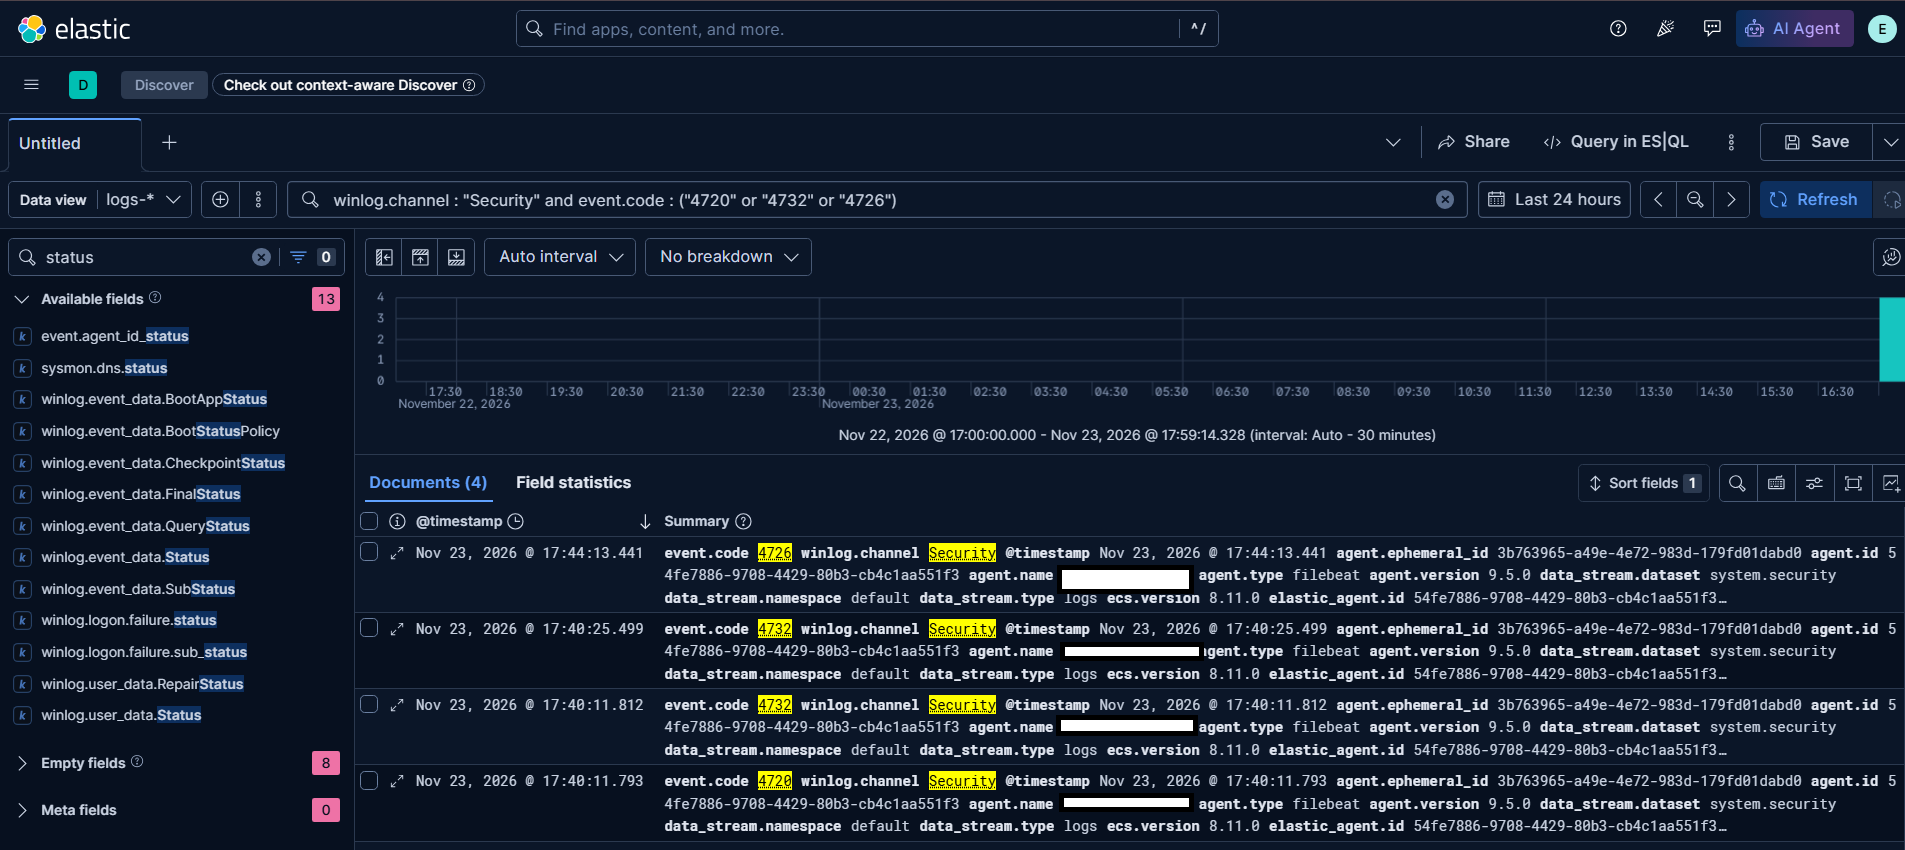 elastic
Find apps, content, and more.
^/
AI Agent
E
D
Discover
Check out context-aware Discover
Untitled
Share
Query in ES|QL
Save
Data view
logs-*
winlog.channel : "Security" and event.code : ("4720" or "4732" or "4726")
Last 24 hours
Refresh
status
0
Auto interval
No breakdown
Available fields
13
k event.agent_id_status
k sysmon.dns.status
k winlog.event_data.BootAppStatus
k winlog.event_data.BootStatusPolicy
k winlog.event_data.CheckpointStatus
k winlog.event_data.FinalStatus
k winlog.event_data.QueryStatus
k winlog.event_data.Status
k winlog.event_data.SubStatus
k winlog.logon.failure.status
k winlog.logon.failure.sub_status
k winlog.user_data.RepairStatus
k winlog.user_data.Status
Empty fields
8
Meta fields
0
4
3
2
1
0
17:30 18:30 19:30 20:30 21:30 22:30 23:30 00:30 01:30 02:30 03:30 04:30 05:30 06:30 07:30 08:30 09:30 10:30 11:30 12:30 13:30 14:30 15:30 16:30
November 22, 2026 November 23, 2026
Nov 22, 2026 @ 17:00:00.000 - Nov 23, 2026 @ 17:59:14.328 (interval: Auto - 30 minutes)
Documents (4)
Field statistics
Sort fields 1
@timestamp
Summary
Nov 23, 2026 @ 17:44:13.441 event.code 4726 winlog.channel Security @timestamp Nov 23, 2026 @ 17:44:13.441 agent.ephemeral_id 3b763965-a49e-4e72-983d-179fd01dabd0 agent.id 5
4fe7886-9708-4429-80b3-cb4c1aa551f3 agent.name agent.type filebeat agent.version 9.5.0 data_stream.dataset system.security
data_stream.namespace default data_stream.type logs ecs.version 8.11.0 elastic_agent.id 54fe7886-9708-4429-80b3-cb4c1aa551f3…
Nov 23, 2026 @ 17:40:25.499 event.code 4732 winlog.channel Security @timestamp Nov 23, 2026 @ 17:40:25.499 agent.ephemeral_id 3b763965-a49e-4e72-983d-179fd01dabd0 agent.id 5
4fe7886-9708-4429-80b3-cb4c1aa551f3 agent.name agent.type filebeat agent.version 9.5.0 data_stream.dataset system.security
data_stream.namespace default data_stream.type logs ecs.version 8.11.0 elastic_agent.id 54fe7886-9708-4429-80b3-cb4c1aa551f3…
Nov 23, 2026 @ 17:40:11.812 event.code 4732 winlog.channel Security @timestamp Nov 23, 2026 @ 17:40:11.812 agent.ephemeral_id 3b763965-a49e-4e72-983d-179fd01dabd0 agent.id 5
4fe7886-9708-4429-80b3-cb4c1aa551f3 agent.name agent.type filebeat agent.version 9.5.0 data_stream.dataset system.security
data_stream.namespace default data_stream.type logs ecs.version 8.11.0 elastic_agent.id 54fe7886-9708-4429-80b3-cb4c1aa551f3…
Nov 23, 2026 @ 17:40:11.793 event.code 4720 winlog.channel Security @timestamp Nov 23, 2026 @ 17:40:11.793 agent.ephemeral_id 3b763965-a49e-4e72-983d-179fd01dabd0 agent.id 5
4fe7886-9708-4429-80b3-cb4c1aa551f3 agent.name agent.type filebeat agent.version 9.5.0 data_stream.dataset system.security
data_stream.namespace default data_stream.type logs ecs.version 8.11.0 elastic_agent.id 54fe7886-9708-4429-80b3-cb4c1aa551f3…